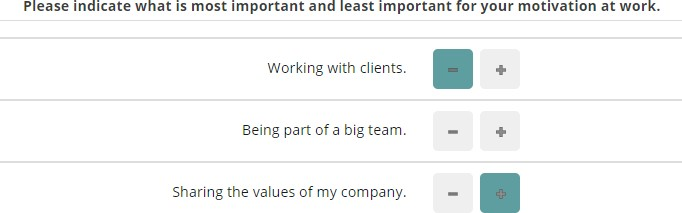 Please indicate what is most important and least important for your motivation at work.
Working with clients.
Being part of a big team.
Sharing the values of my company.